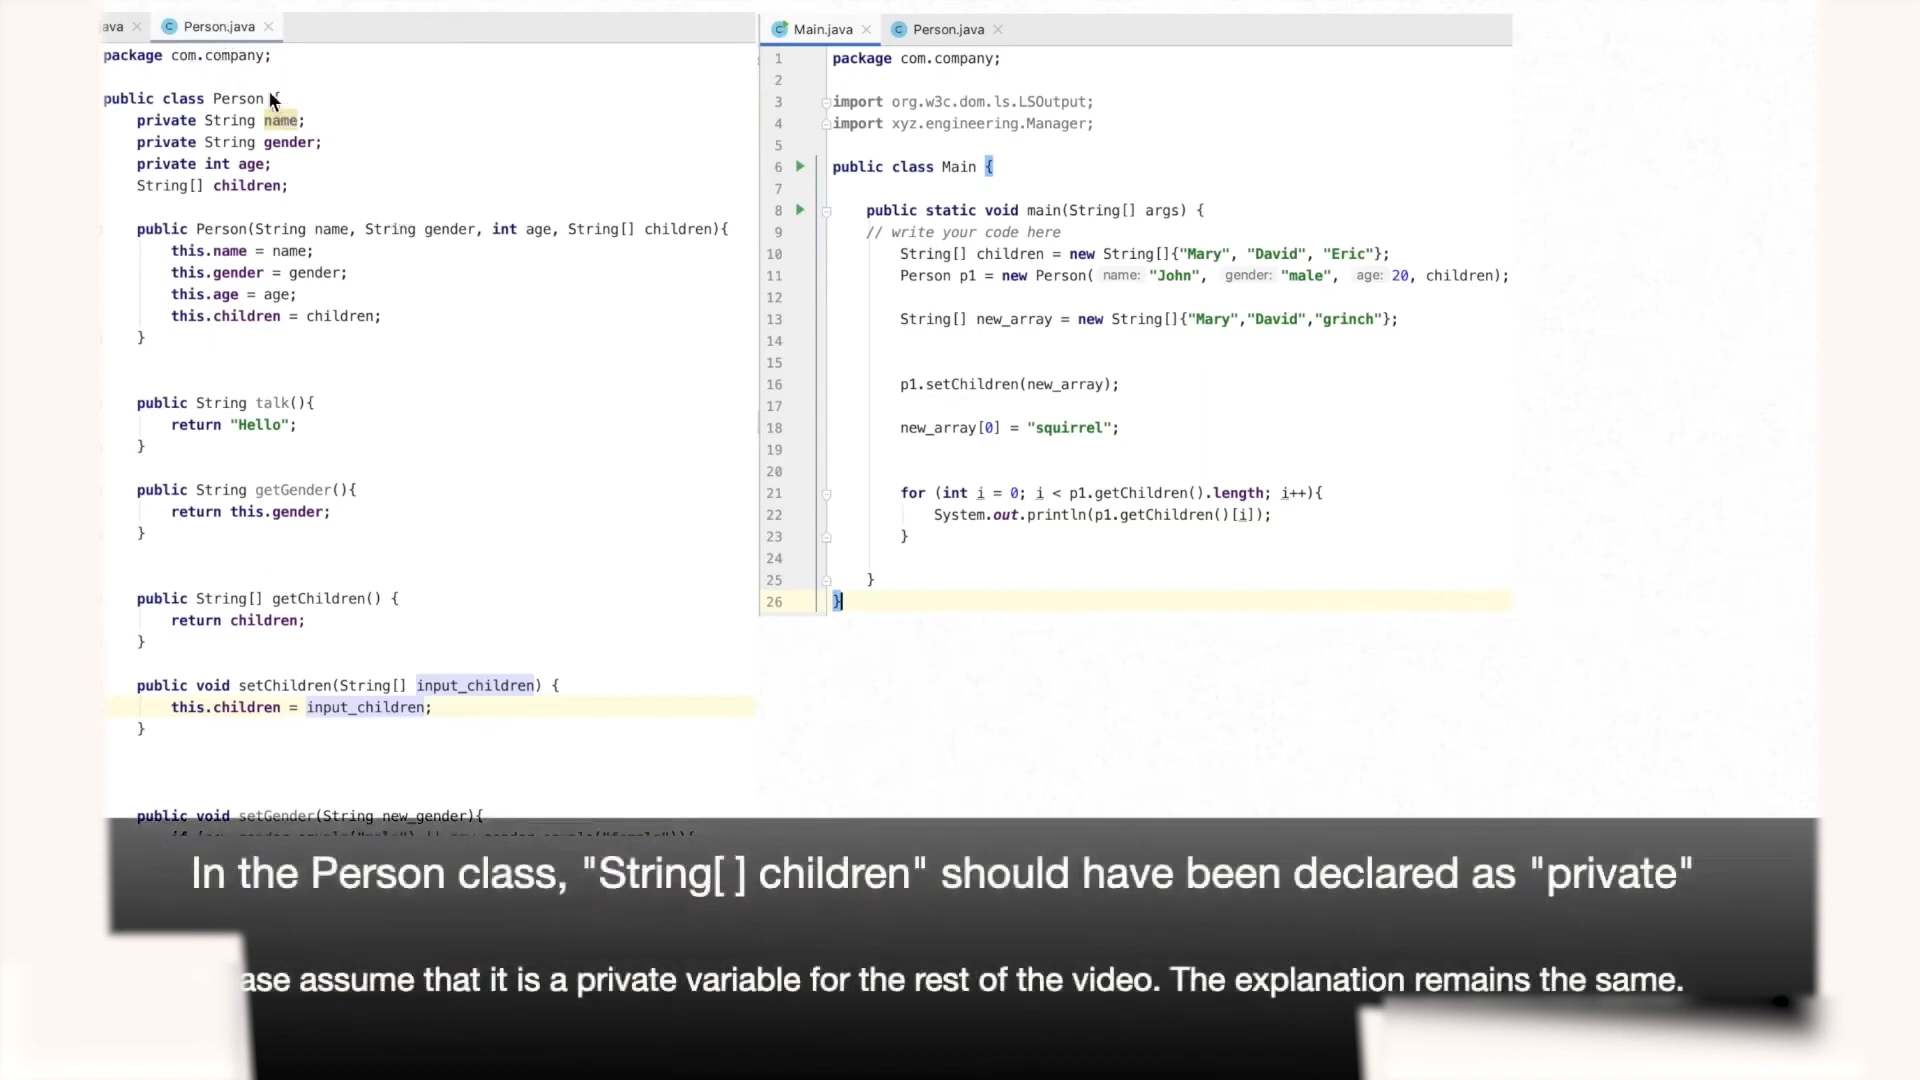 ava
Person.java
package com.company;
public class Person {
private String name;
private String gender;
private int age;
String[] children;
public Person(String name, String gender, int age, String[] children){
this.name = name;
this.gender = gender;
this.age = age;
this.children = children;
}
public String talk(){
return "Hello";
}
public String getGender(){
return this.gender;
}
public String[] getChildren() {
return children;
}
public void setChildren(String[] input_children) {
this.children = input_children;
}
public void setGender(String new_gender){
Main.java
Person.java
1 package com.company;
2
3 import org.w3c.dom.ls.LSOutput;
4 import xyz.engineering.Manager;
5
6 public class Main {
7
8 public static void main(String[] args) {
9 // write your code here
10 String[] children = new String[]{"Mary", "David", "Eric"};
11 Person p1 = new Person( name: "John", gender: "male", age: 20, children);
12
13 String[] new_array = new String[]{"Mary","David","grinch"};
14
15
16 p1.setChildren(new_array);
17
18 new_array[0] = "squirrel";
19
20
21 for (int i = 0; i < p1.getChildren().length; i++){
22 System.out.println(p1.getChildren()[i]);
23 }
24
25 }
26 }
In the Person class, "String[ ] children" should have been declared as "private"
ase assume that it is a private variable for the rest of the video. The explanation remains the same.